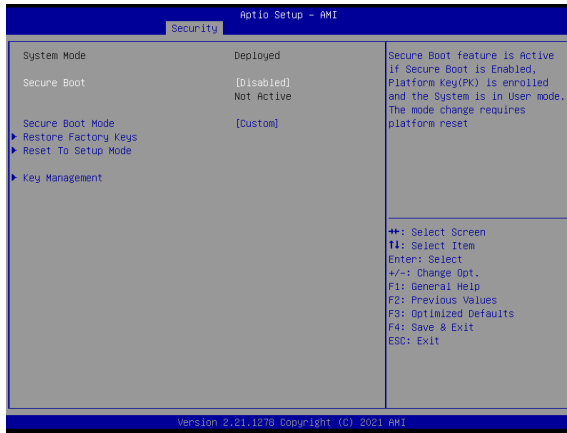 Aptio Setup - AMI
Security
System Mode Deployed
Secure Boot [Disabled]
Not Active
Secure Boot Mode [Custom]
Restore Factory Keys
Reset To Setup Mode
Key Management
Secure Boot feature is Active
if Secure Boot is Enabled,
Platform Key(PK) is enrolled
and the System is in User mode.
The mode change requires
platform reset
→←: Select Screen
↑↓: Select Item
Enter: Select
+/-: Change Opt.
F1: General Help
F2: Previous Values
F3: Optimized Defaults
F4: Save & Exit
ESC: Exit
Version 2.21.1278 Copyright (C) 2021 AMI